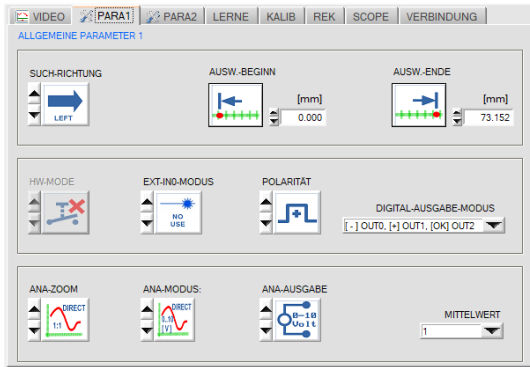 VIDEO PARA1 PARA2 LERNE KALIB REK SCOPE VERBINDUNG
ALLGEMEINE PARAMETER 1
SUCH-RICHTUNG AUSW.-BEGINN AUSW.-ENDE
LEFT [mm] [mm]
0.000 73.152
HW-MODE EXT-IN0-MODUS POLARITÄT
NO
USE
DIGITAL-AUSGABE-MODUS
[ - ] OUT0, [+] OUT1, [OK] OUT2
ANA-ZOOM ANA-MODUS: ANA-AUSGABE
DIRECT
1:1
DIRECT
0..10
[V]
0-10
Volt
MITTELWERT
1